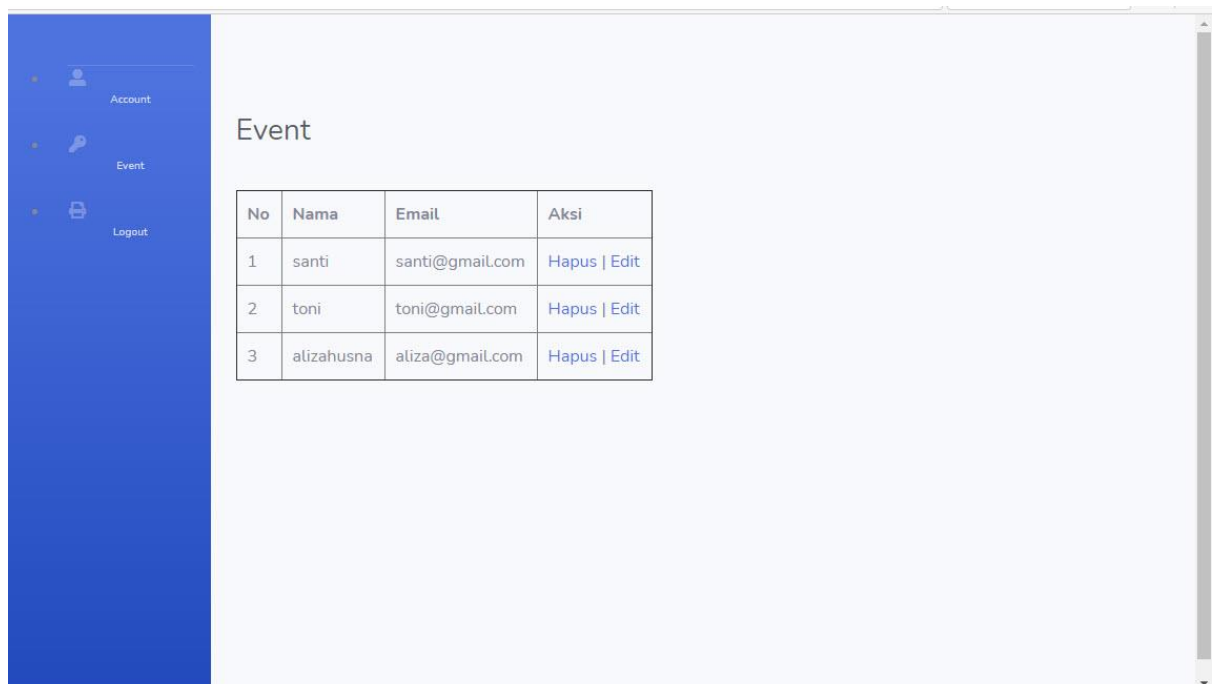 Account
Event
Logout
Event
No Nama Email Aksi
1 santi santi@gmail.com Hapus | Edit
2 toni toni@gmail.com Hapus | Edit
3 alizahusna aliza@gmail.com Hapus | Edit